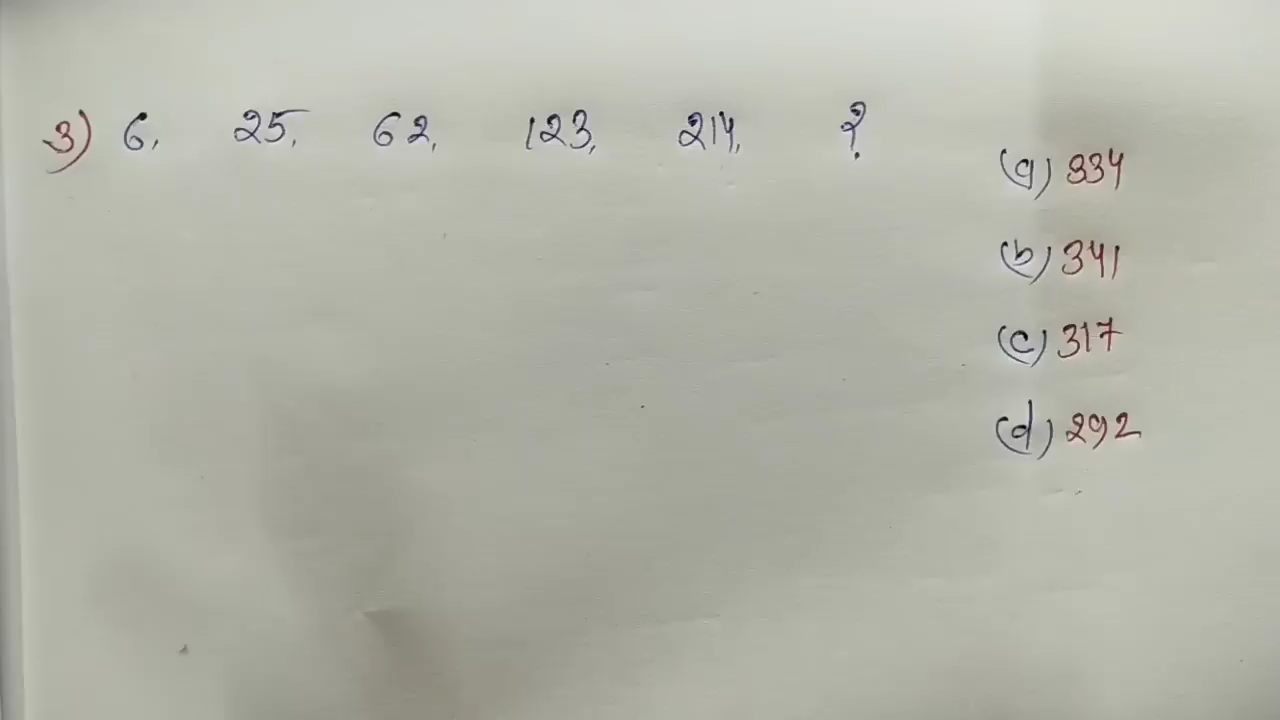 3) 6, 25, 62, 123, 214, ?
(a) 334
(b) 341
(c) 317
(d) 292